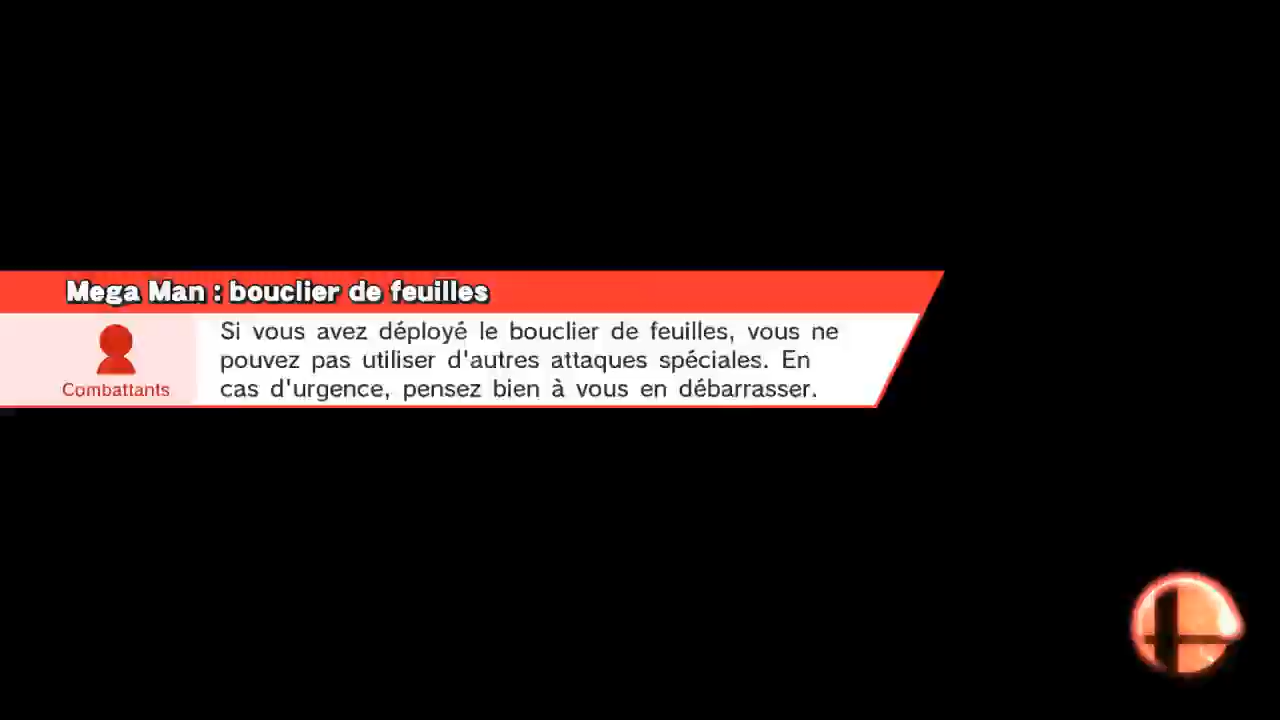 Mega Man : bouclier de feuilles
Si vous avez déployé le bouclier de feuilles, vous ne
pouvez pas utiliser d'autres attaques spéciales. En
cas d'urgence, pensez bien à vous en débarrasser.
Combattants